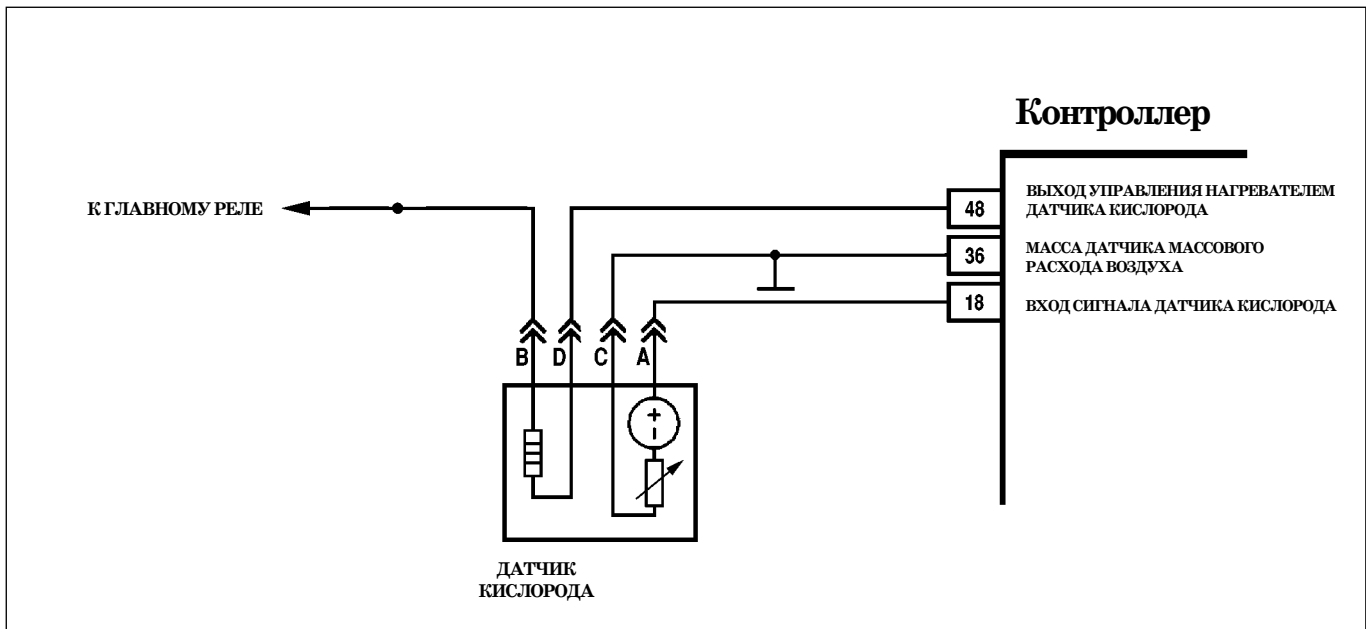 Контроллер
К ГЛАВНОМУ РЕЛЕ
48
ВЫХОД УПРАВЛЕНИЯ НАГРЕВАТЕЛЕМ
ДАТЧИКА КИСЛОРОДА
36
МАССА ДАТЧИКА МАССОВОГО
РАСХОДА ВОЗДУХА
18
ВХОД СИГНАЛА ДАТЧИКА КИСЛОРОДА
B D C A
ДАТЧИК
КИСЛОРОДА